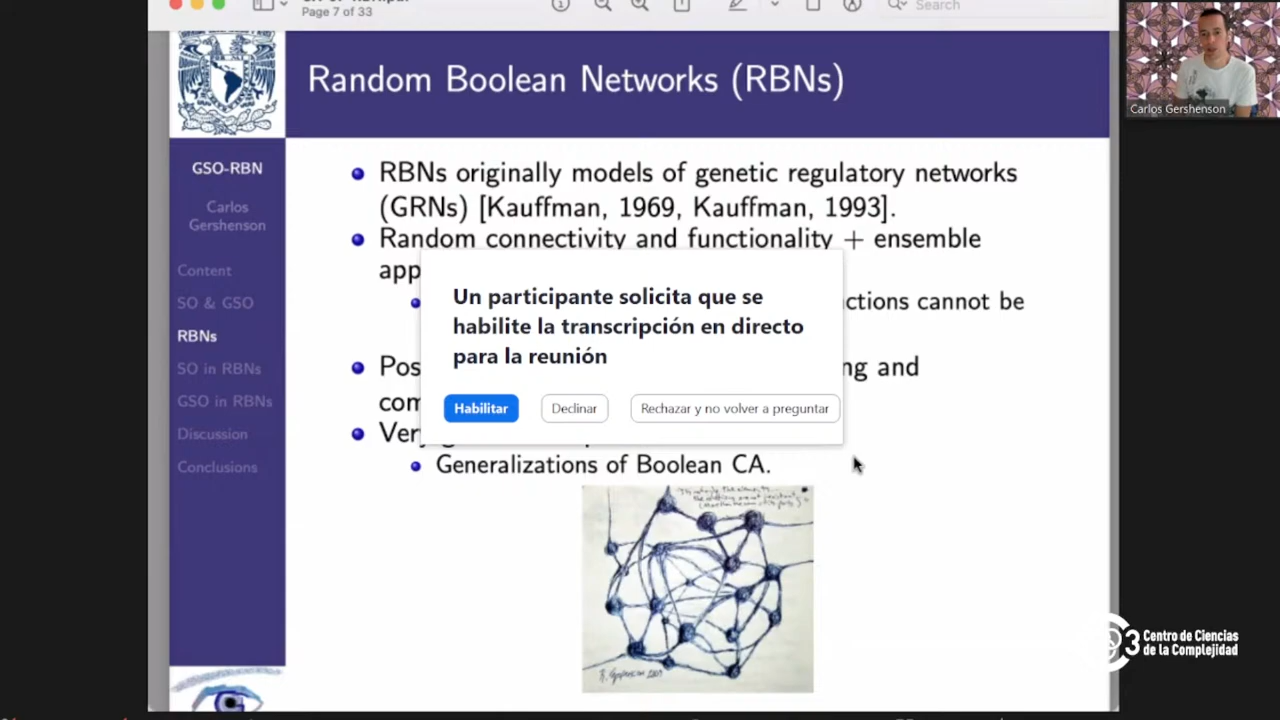 Page 7 of 33
Search
Random Boolean Networks (RBNs)
Carlos Gershenson
GSO-RBN
Carlos
Gershenson
Content
SO & GSO
RBNs
SO in RBNs
GSO in RBNs
Discussion
Conclusions
RBNs originally models of genetic regulatory networks
(GRNs) [Kauffman, 1969, Kauffman, 1993].
Random connectivity and functionality + ensemble
app
ctions cannot be
Pos ng and
com
Very
Generalizations of Boolean CA.
Un participante solicita que se
habilite la transcripción en directo
para la reunión
Habilitar Declinar Rechazar y no volver a preguntar
C3 Centro de Ciencias
de la Complejidad